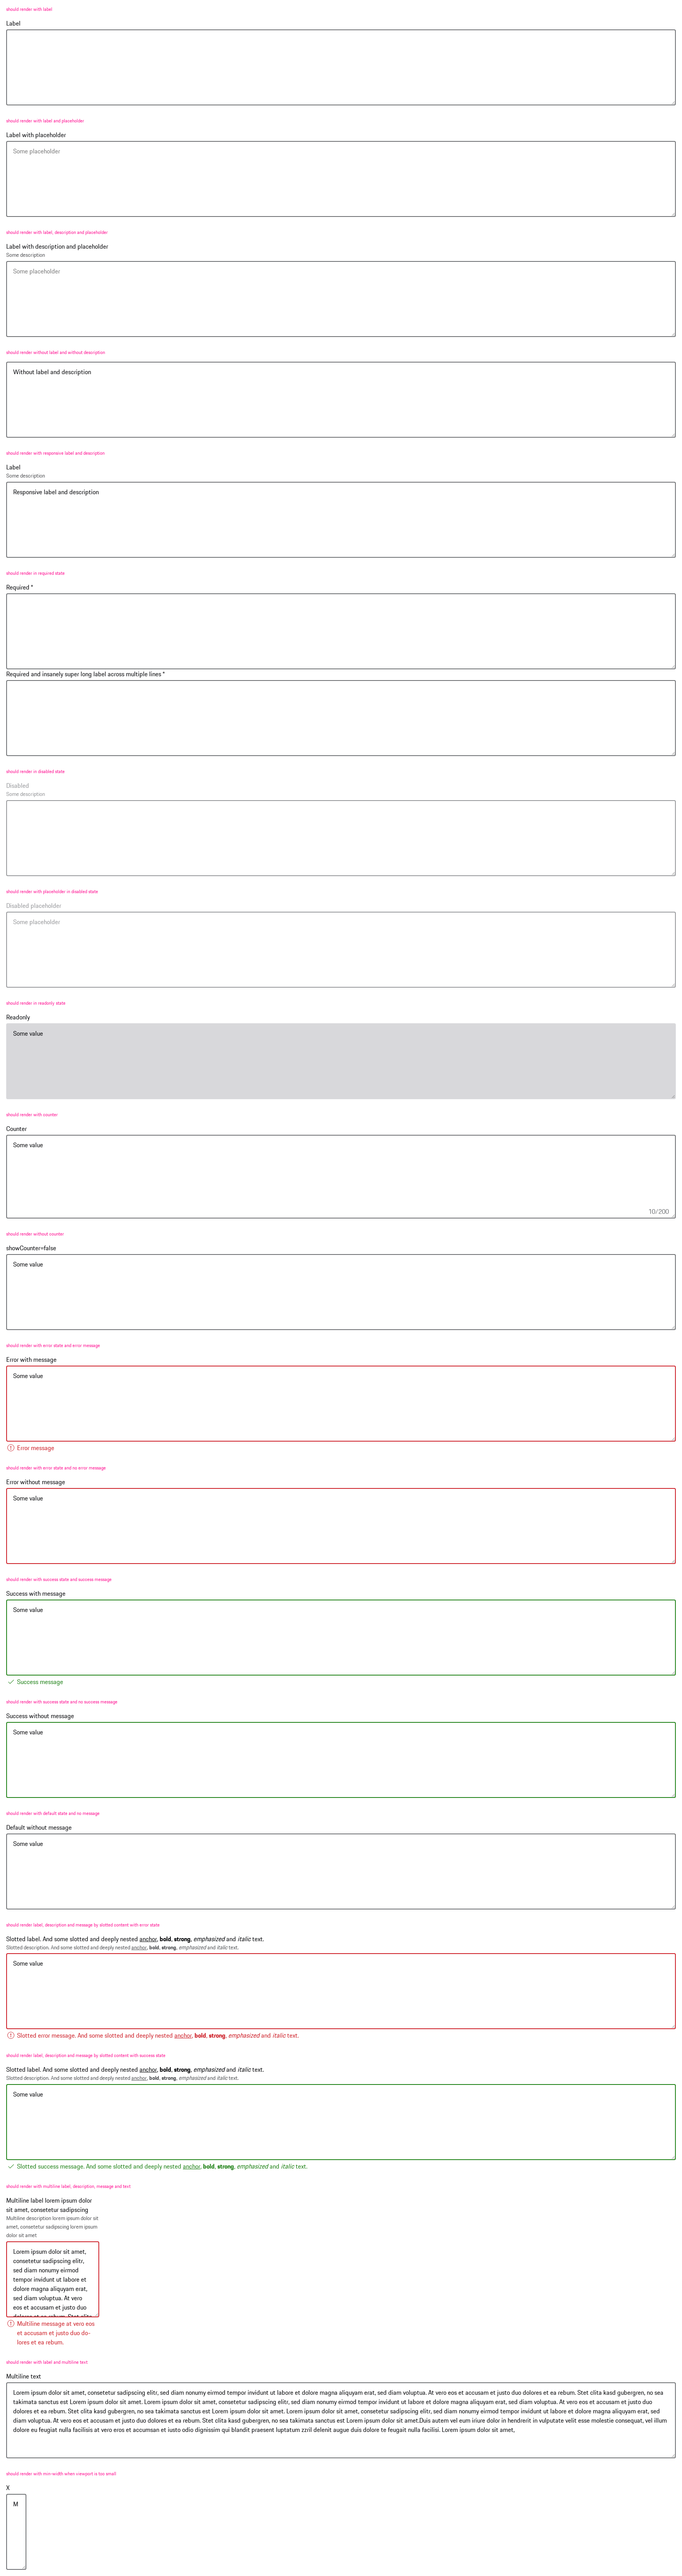 should render with label
Label
should render with label and placeholder
Label with placeholder
Some placeholder
should render with label, description and placeholder
Label with description and placeholder
Some description
Some placeholder
should render without label and without description
Without label and description
should render with responsive label and description
Label
Some description
Responsive label and description
should render in required state
Required *
Required and insanely super long label across multiple lines *
should render in disabled state
Disabled
Some description
should render with placeholder in disabled state
Disabled placeholder
Some placeholder
should render in readonly state
Readonly
Some value
should render with counter
Counter
Some value
10/200
should render without counter
showCounter=false
Some value
should render with error state and error message
Error with message
Some value
Error message
should render with error state and no error message
Error without message
Some value
should render with success state and success message
Success with message
Some value
Success message
should render with success state and no success message
Success without message
Some value
should render with default state and no message
Default without message
Some value
should render label, description and message by slotted content with error state
Slotted label. And some slotted and deeply nested anchor, bold, strong, emphasized and italic text.
Slotted description. And some slotted and deeply nested anchor, bold, strong, emphasized and italic text.
Some value
Slotted error message. And some slotted and deeply nested anchor, bold, strong, emphasized and italic text.
should render label, description and message by slotted content with success state
Slotted label. And some slotted and deeply nested anchor, bold, strong, emphasized and italic text.
Slotted description. And some slotted and deeply nested anchor, bold, strong, emphasized and italic text.
Some value
Slotted success message. And some slotted and deeply nested anchor, bold, strong, emphasized and italic text.
should render with multiline label, description, message and text
Multiline label lorem ipsum dolor
sit amet, consetetur sadipscing
Multiline description lorem ipsum dolor sit
amet, consetetur sadipscing lorem ipsum
dolor sit amet
Lorem ipsum dolor sit amet,
consetetur sadipscing elitr,
sed diam nonumy eirmod
tempor invidunt ut labore et
dolore magna aliquyam erat,
sed diam voluptua. At vero
eos et accusam et justo duo
dolores et ea rebum. Stet clita
Multiline message at vero eos
et accusam et justo duo do-
lores et ea rebum.
should render with label and multiline text
Multiline text
Lorem ipsum dolor sit amet, consetetur sadipscing elitr, sed diam nonumy eirmod tempor invidunt ut labore et dolore magna aliquyam erat, sed diam voluptua. At vero eos et accusam et justo duo dolores et ea rebum. Stet clita kasd gubergren, no sea
takimata sanctus est Lorem ipsum dolor sit amet. Lorem ipsum dolor sit amet, consetetur sadipscing elitr, sed diam nonumy eirmod tempor invidunt ut labore et dolore magna aliquyam erat, sed diam voluptua. At vero eos et accusam et justo duo
dolores et ea rebum. Stet clita kasd gubergren, no sea takimata sanctus est Lorem ipsum dolor sit amet. Lorem ipsum dolor sit amet, consetetur sadipscing elitr, sed diam nonumy eirmod tempor invidunt ut labore et dolore magna aliquyam erat, sed
diam voluptua. At vero eos et accusam et justo duo dolores et ea rebum. Stet clita kasd gubergren, no sea takimata sanctus est Lorem ipsum dolor sit amet.Duis autem vel eum iriure dolor in hendrerit in vulputate velit esse molestie consequat, vel illum
dolore eu feugiat nulla facilisis at vero eros et accumsan et iusto odio dignissim qui blandit praesent luptatum zzril delenit augue duis dolore te feugait nulla facilisi. Lorem ipsum dolor sit amet,
should render with min-width when viewport is too small
X
M